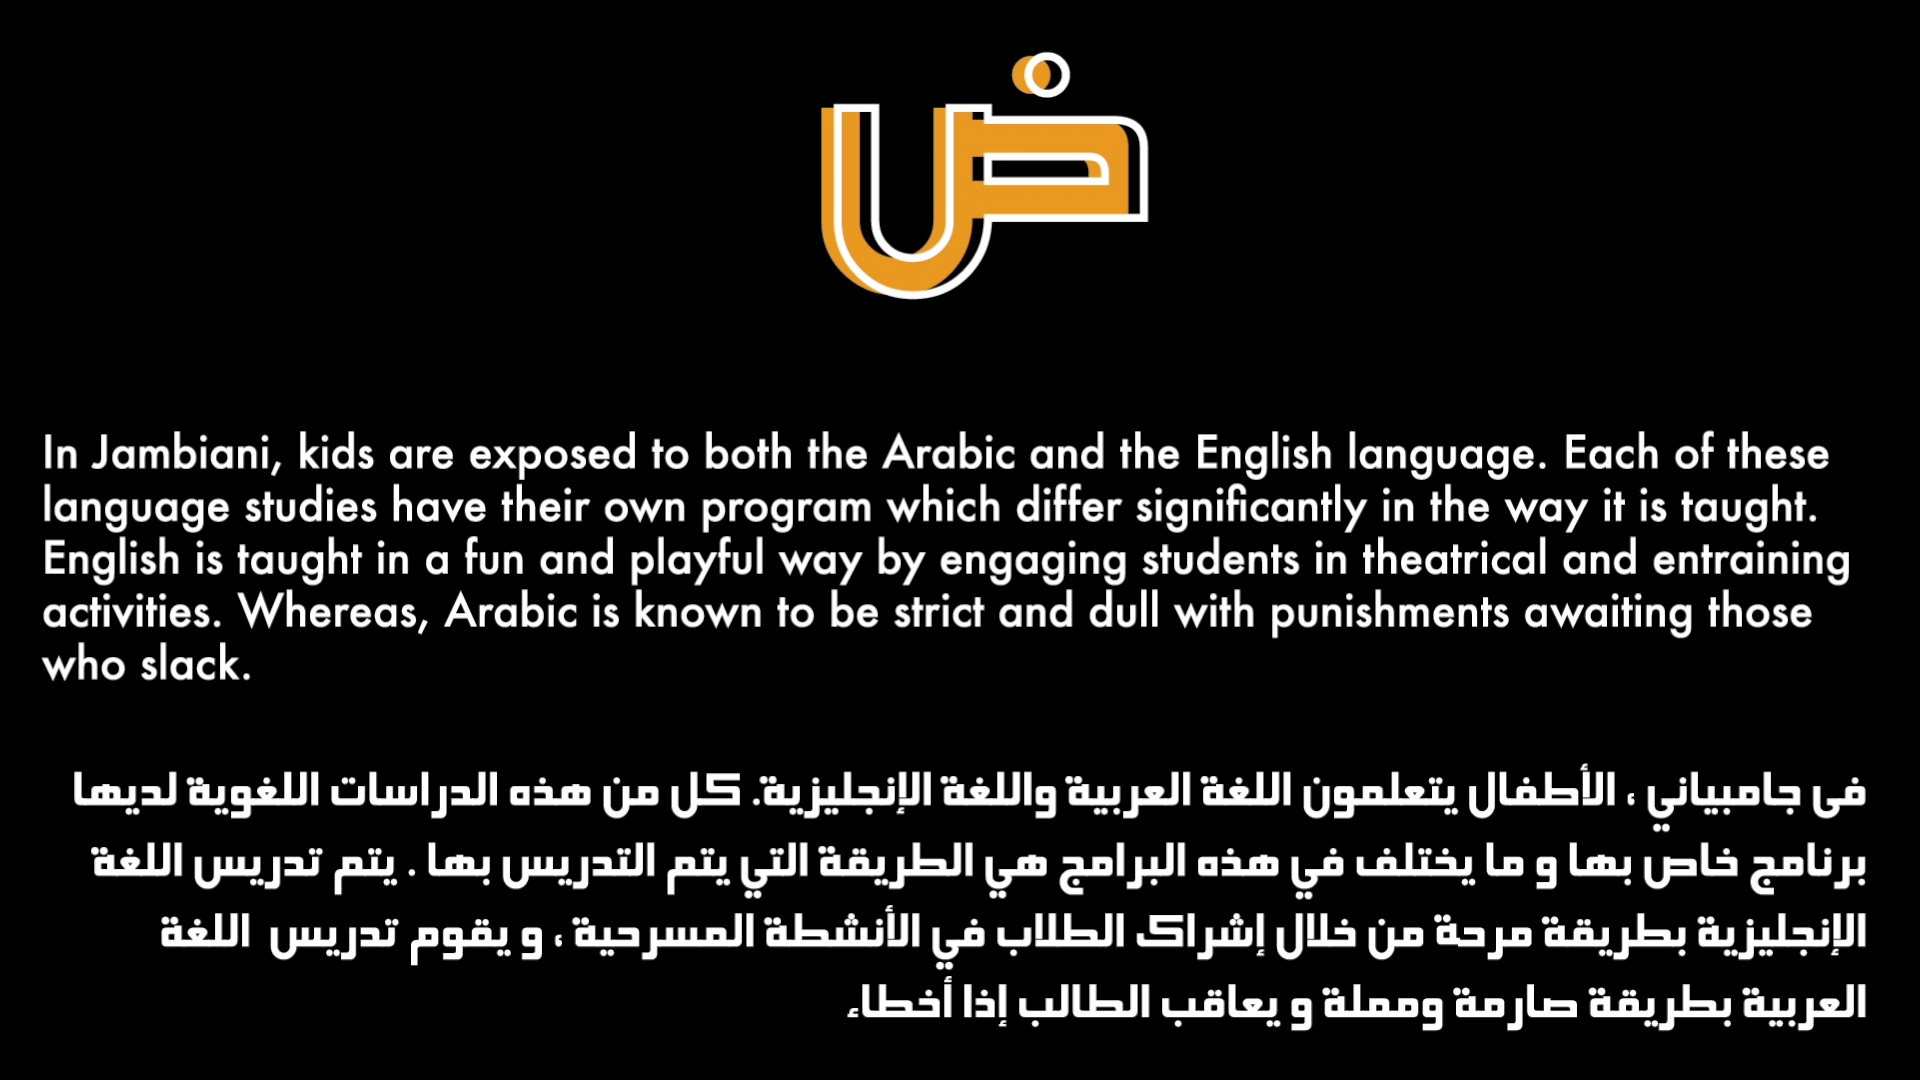 ض
In Jambiani, kids are exposed to both the Arabic and the English language. Each of these
language studies have their own program which differ significantly in the way it is taught.
English is taught in a fun and playful way by engaging students in theatrical and entraining
activities. Whereas, Arabic is known to be strict and dull with punishments awaiting those
who slack.
فى جامبياني ، الأطفال يتعلمون اللغة العربية واللغة الإنجليزية. كل من هذه الدراسات اللغوية لديها
برنامج خاص بها و ما يختلف في هذه البرامج هي الطريقة التي يتم التدريس بها . يتم تدريس اللغة
الإنجليزية بطريقة مرحة من خلال إشراك الطلاب في الأنشطة المسرحية ، و يقوم تدريس اللغة
العربية بطريقة صارمة ومملة و يعاقب الطالب إذا أخطاء